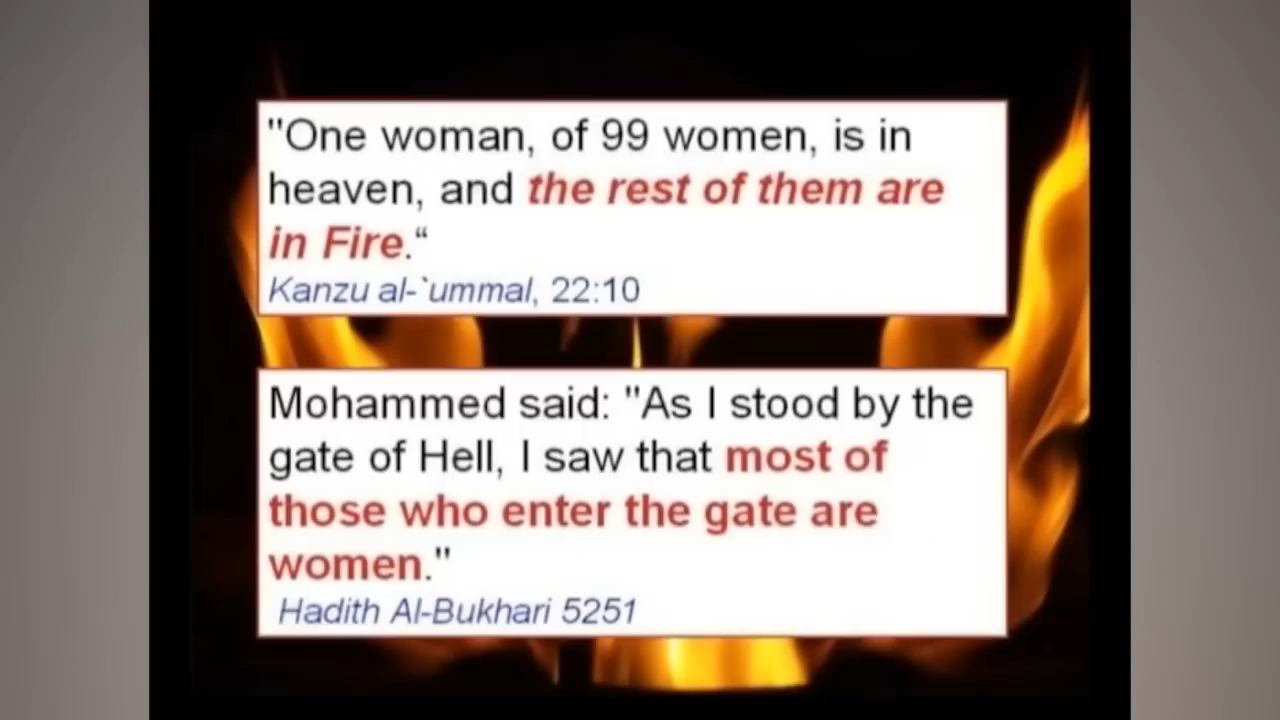 "One woman, of 99 women, is in
heaven, and the rest of them are
in Fire.“
Kanzu al-`ummal, 22:10
Mohammed said: "As I stood by the
gate of Hell, I saw that most of
those who enter the gate are
women."
Hadith Al-Bukhari 5251